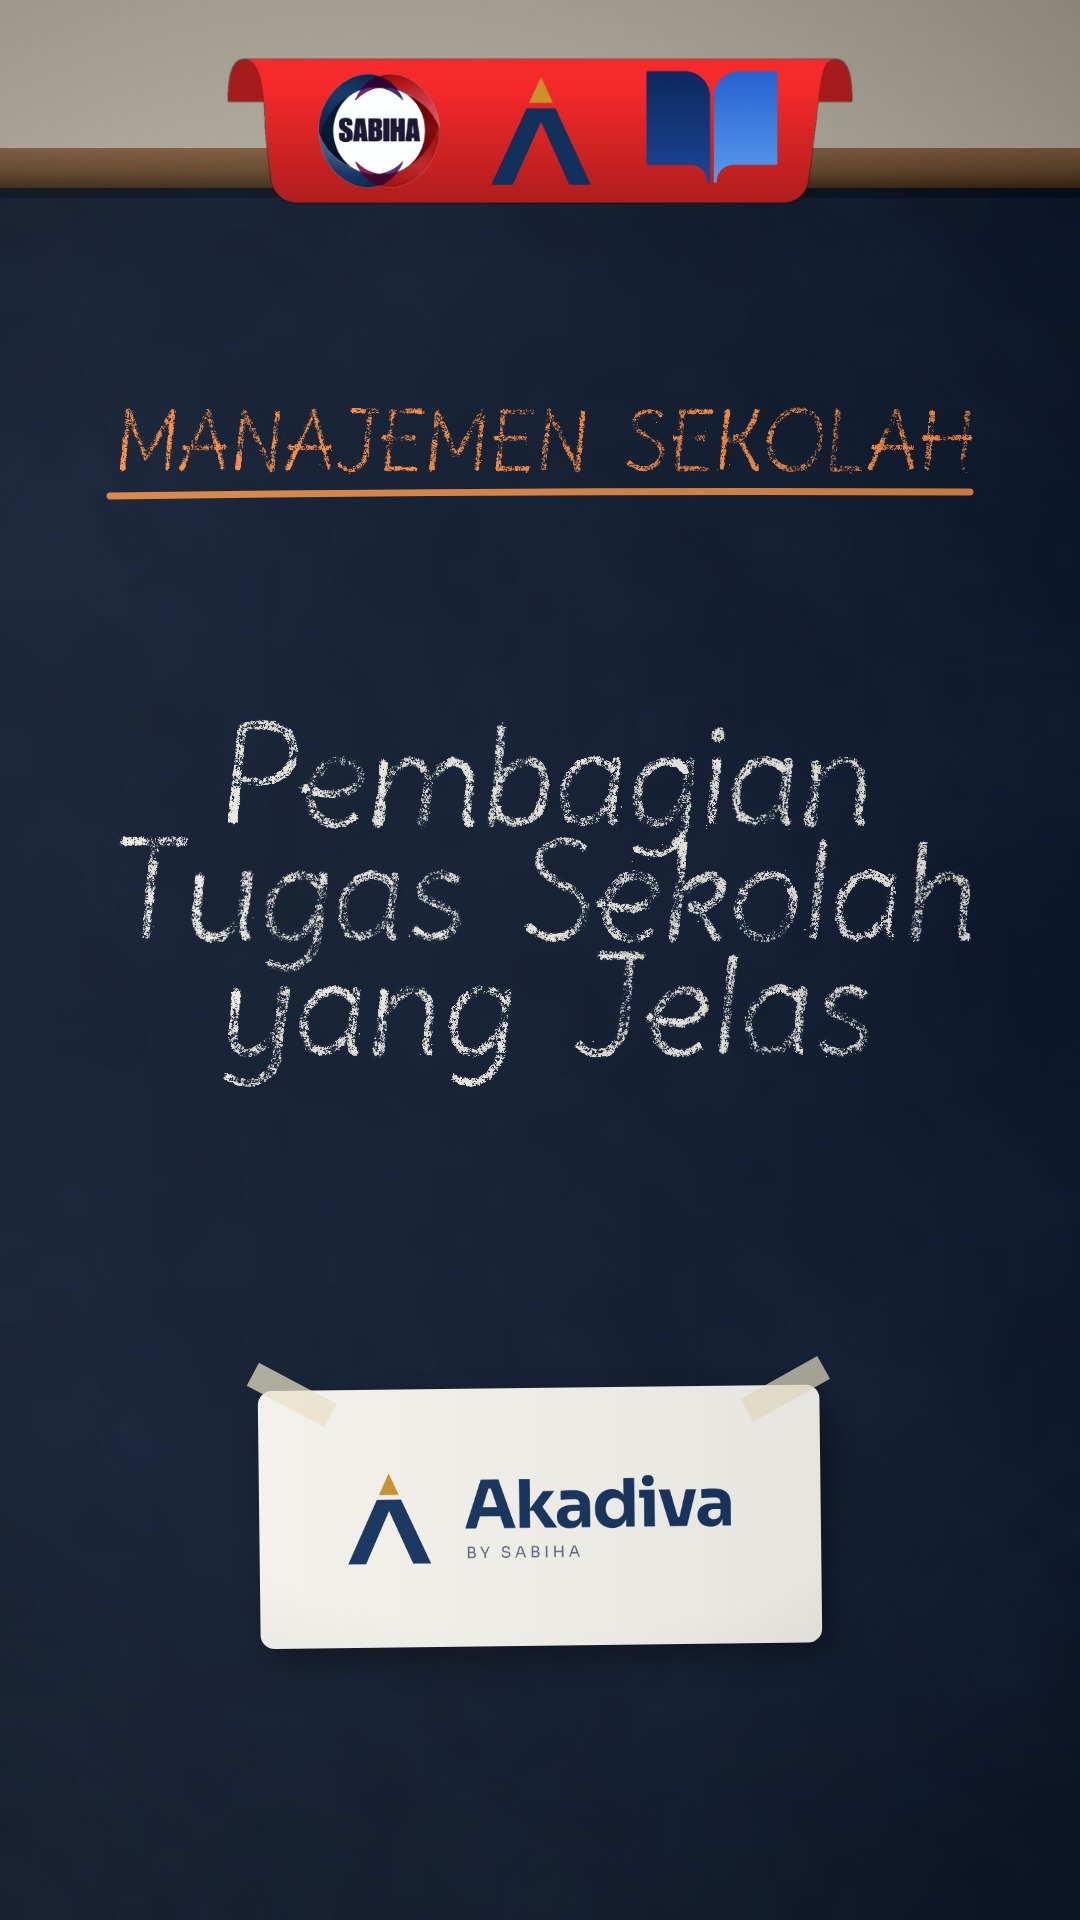 SABIHA
MANAJEMEN SEKOLAH
Pembagian
Tugas Sekolah
yang Jelas
Akadiva
BY SABIHA